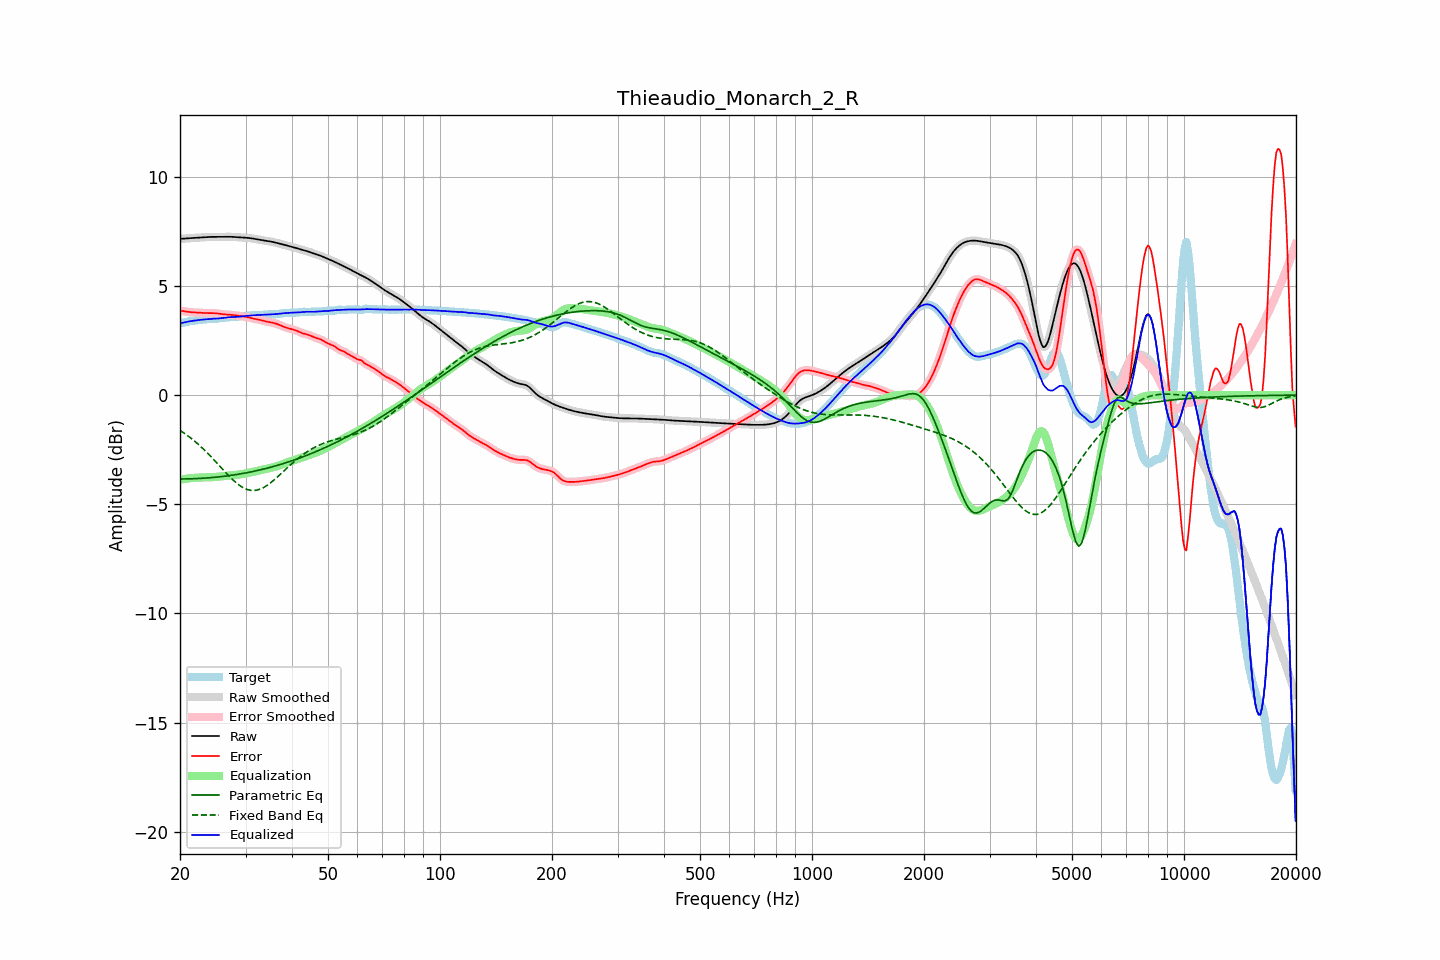 Thieaudio_Monarch_2_R
Amplitude (dBr)
10
5
0
−5
−10
−15
−20
Target
Raw Smoothed
Error Smoothed
Raw
Error
Equalization
Parametric Eq
Fixed Band Eq
Equalized
20 50 100 200 500 1000 2000 5000 10000 20000
Frequency (Hz)